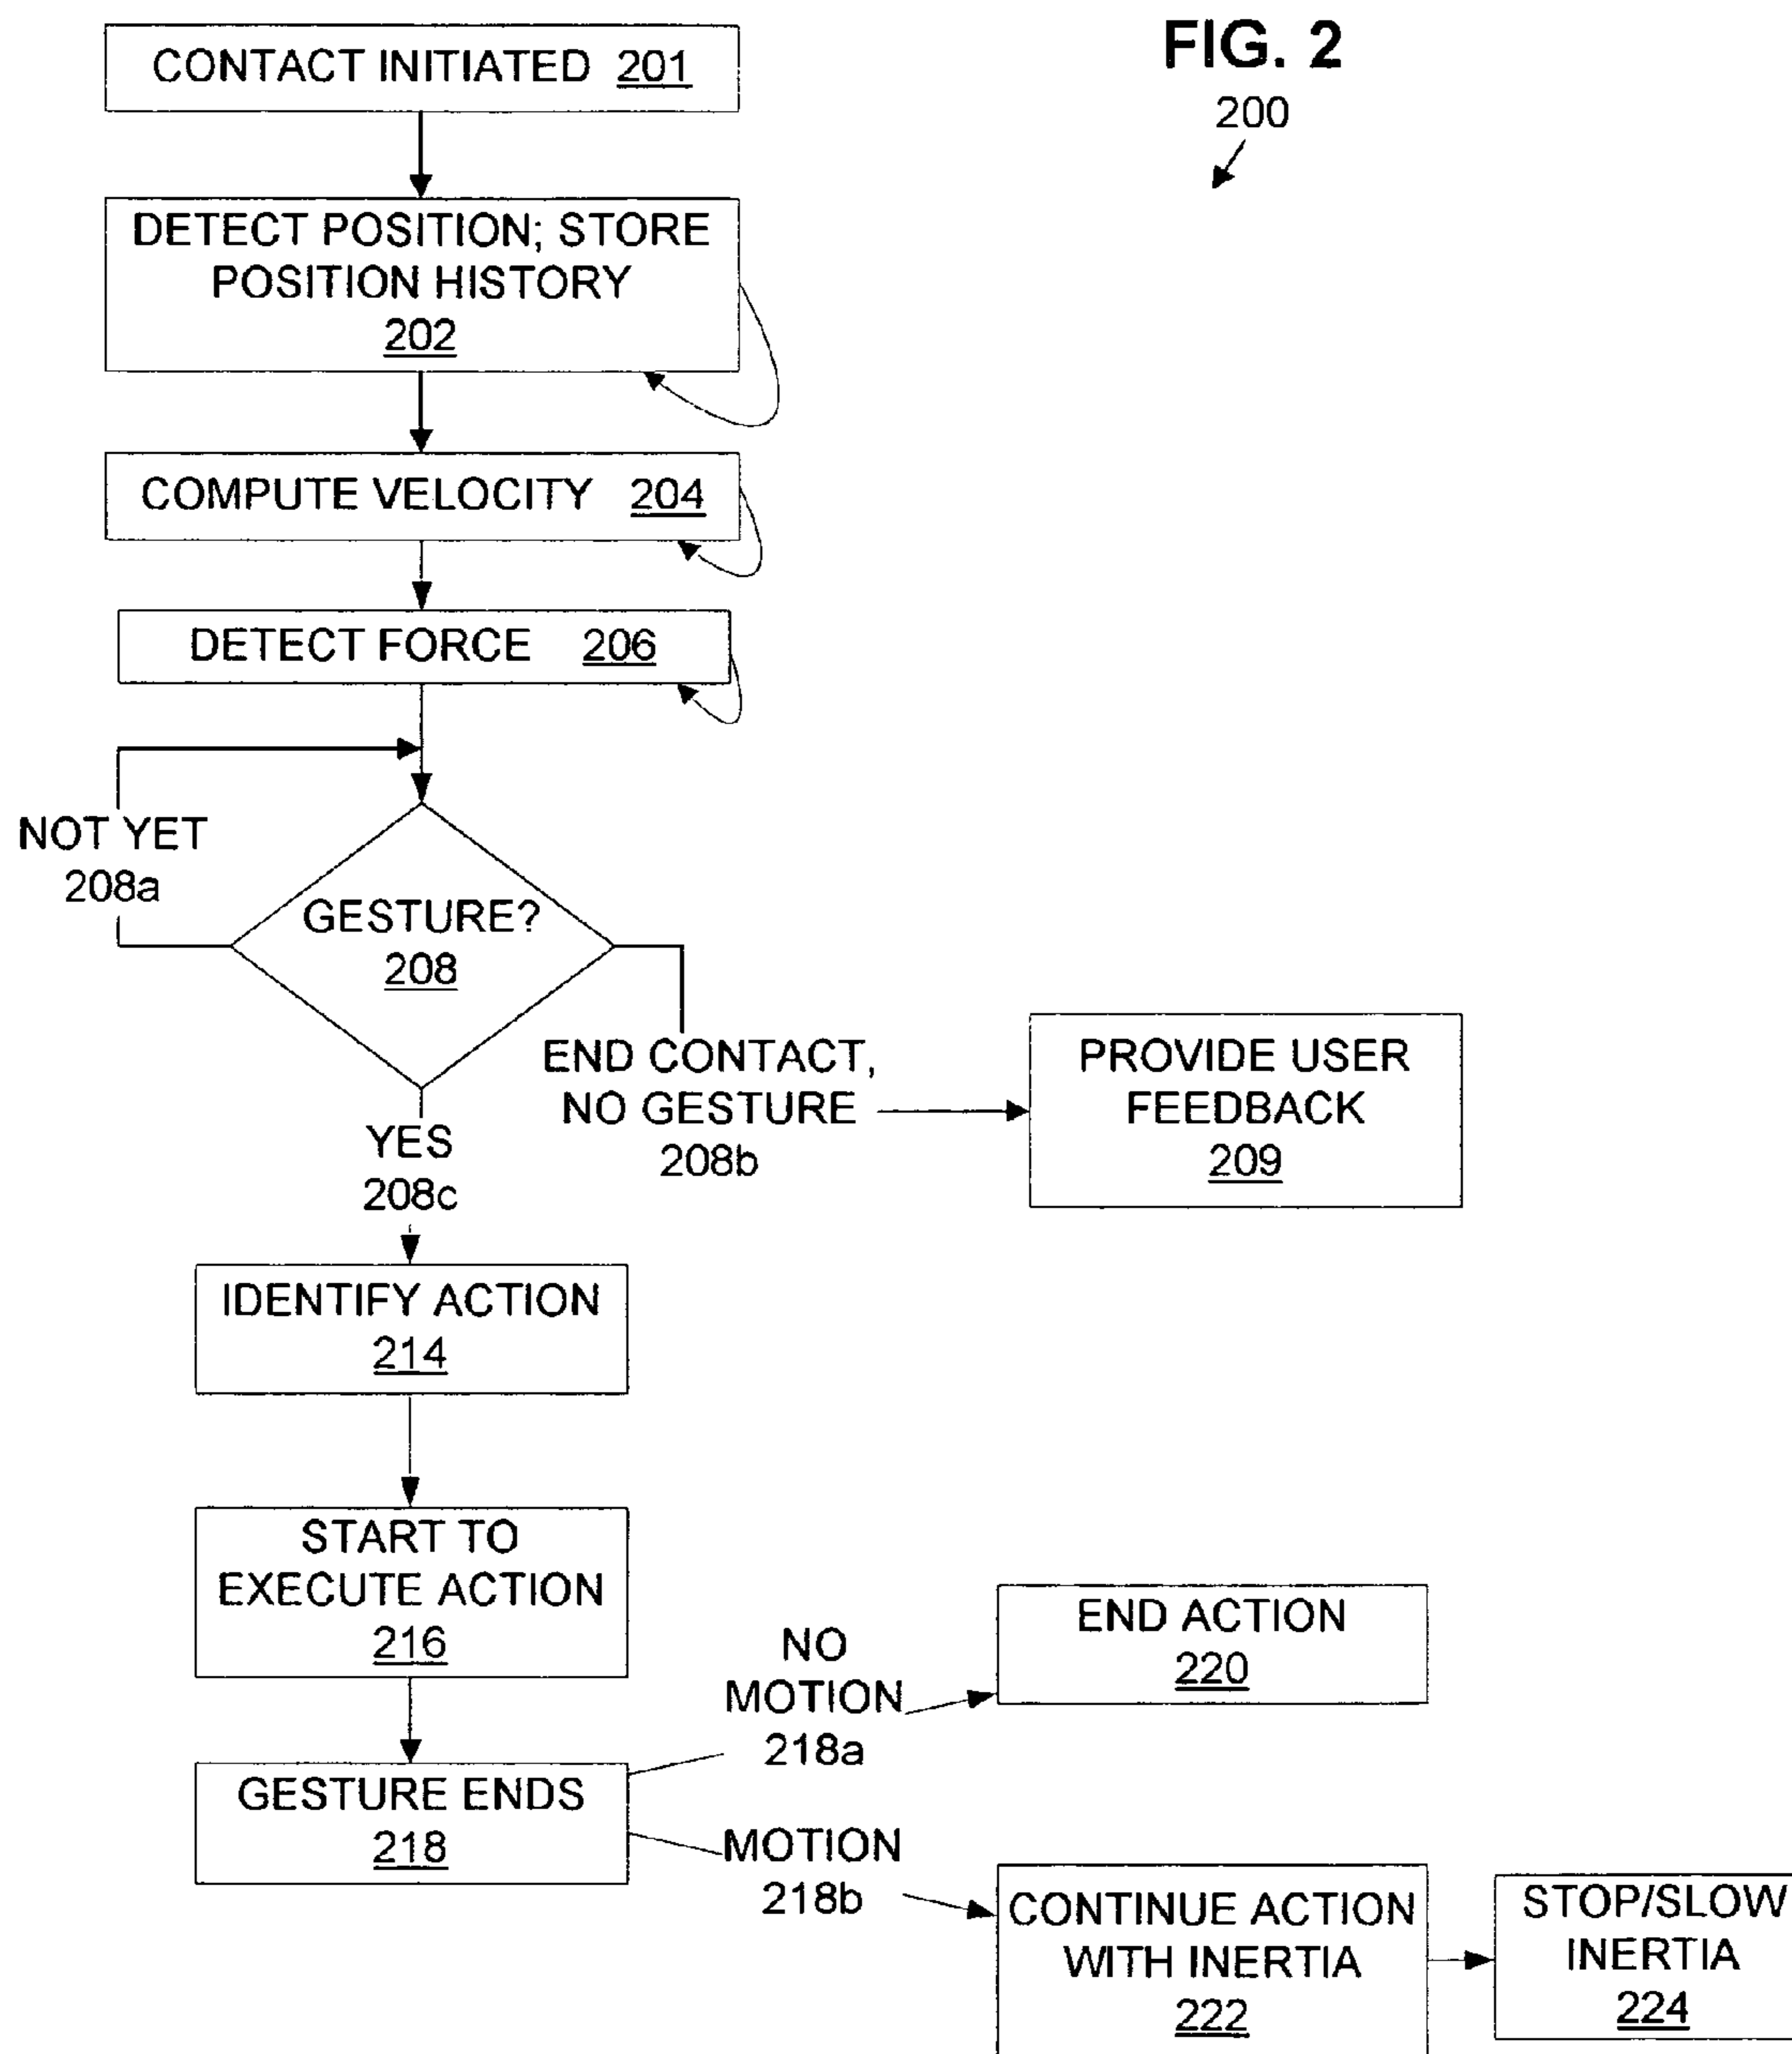 FIG. 2
200
CONTACT INITIATED 201
DETECT POSITION; STORE
POSITION HISTORY
202
COMPUTE VELOCITY 204
DETECT FORCE 206
NOT YET
208a
GESTURE?
208
END CONTACT,
NO GESTURE
208b
PROVIDE USER
FEEDBACK
209
YES
208c
IDENTIFY ACTION
214
START TO
EXECUTE ACTION
216
GESTURE ENDS
218
NO
MOTION
218a
END ACTION
220
MOTION
218b
CONTINUE ACTION
WITH INERTIA
222
STOP/SLOW
INERTIA
224